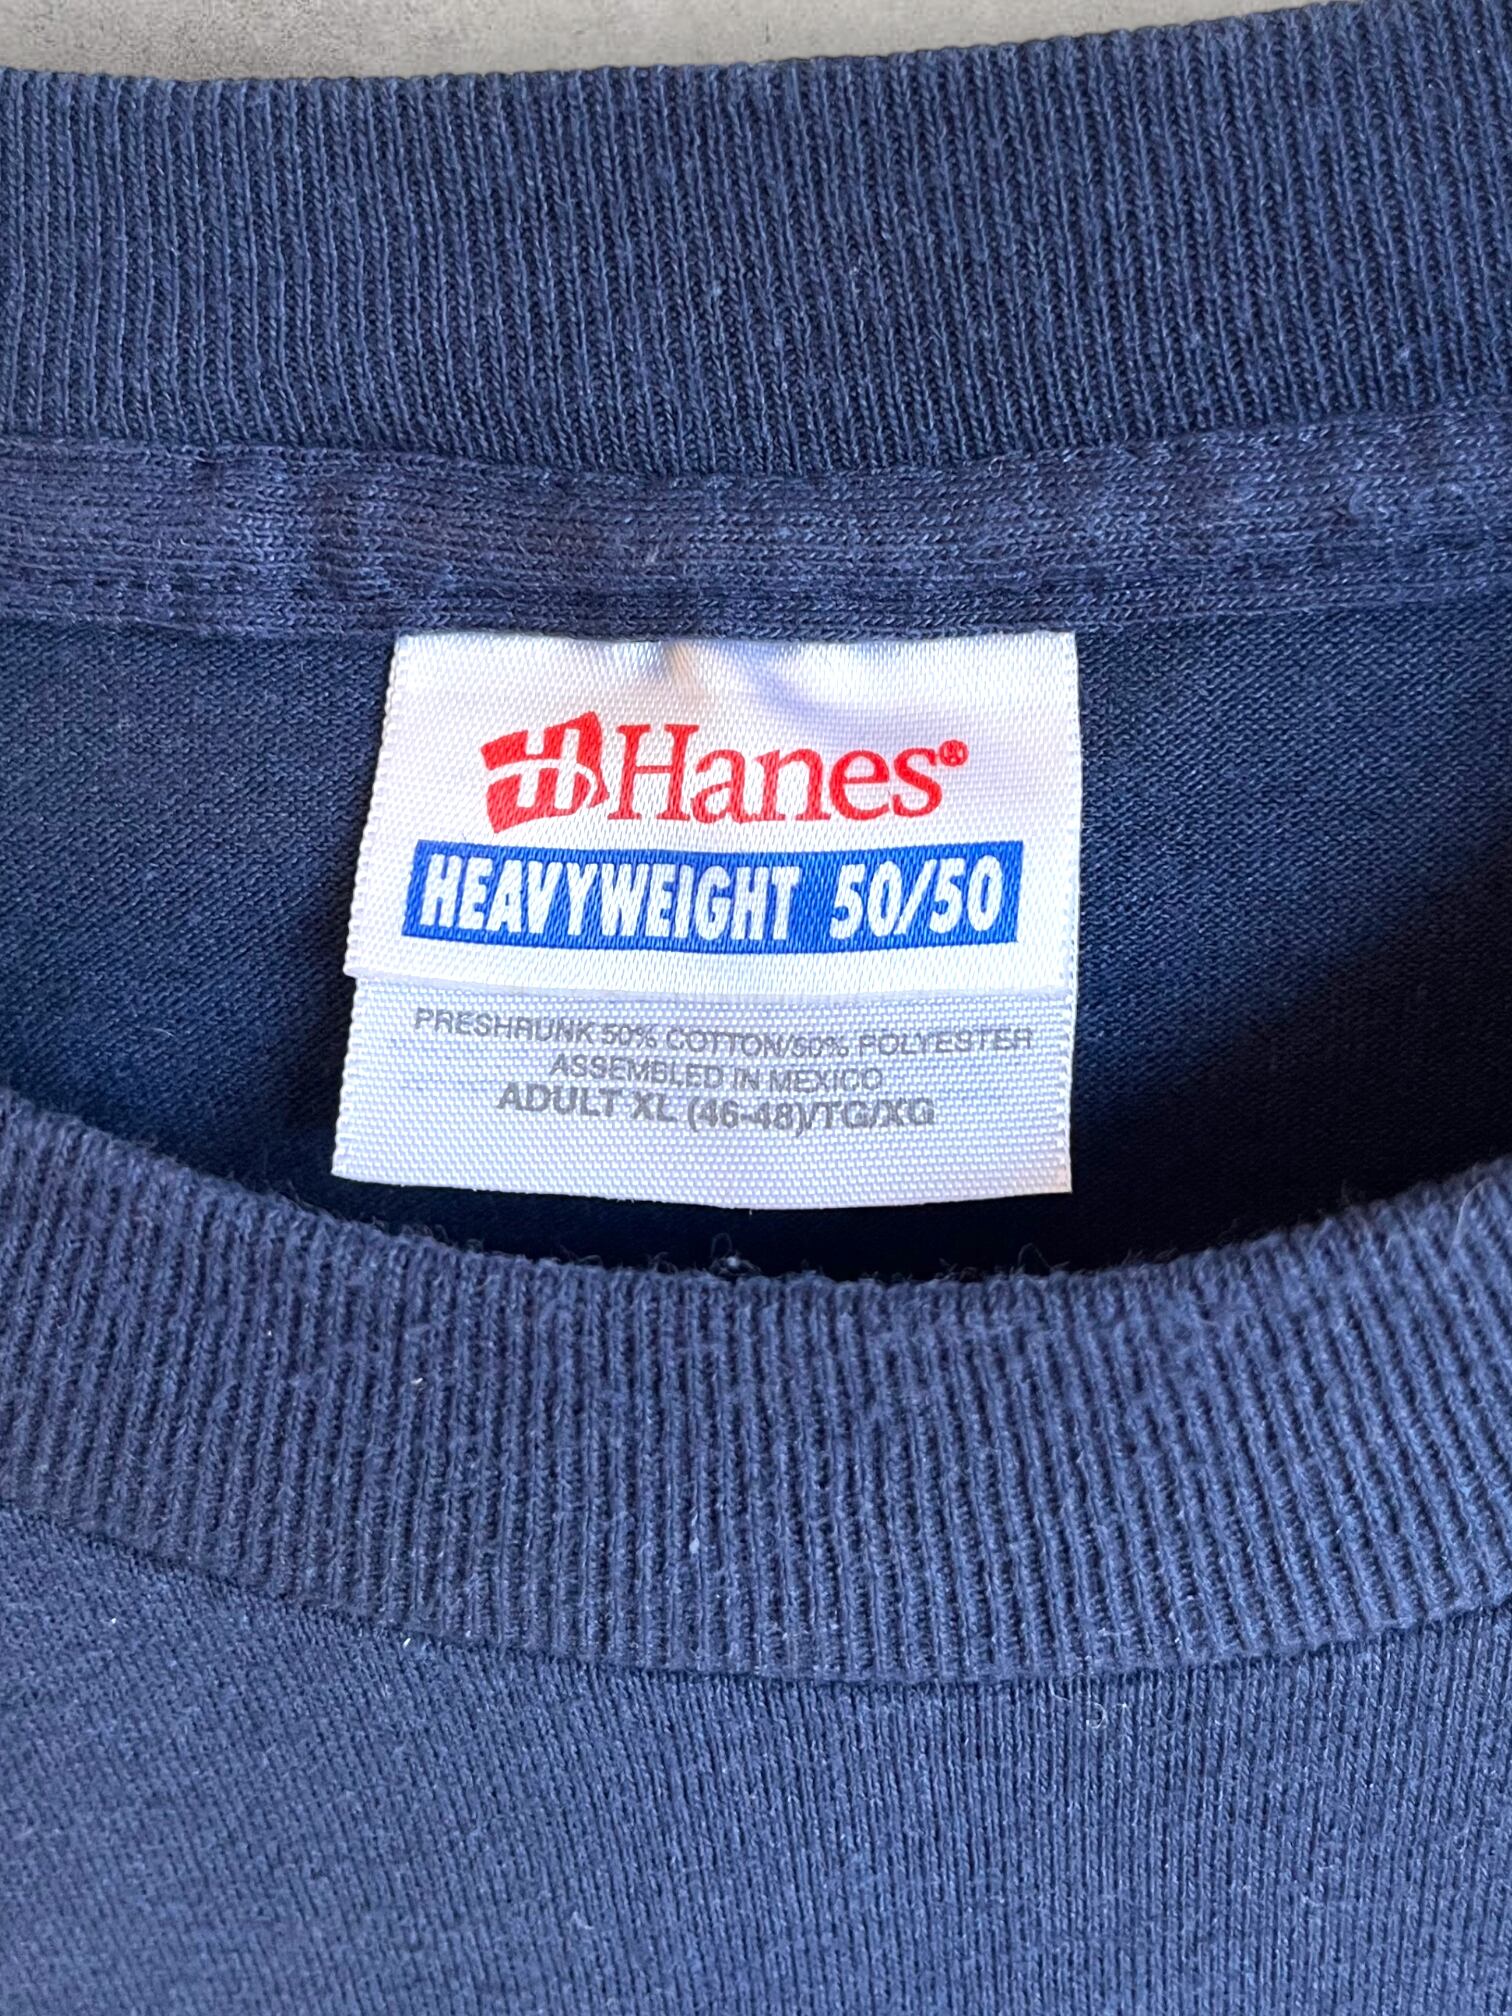 Hanes®
HEAVYWEIGHT 50/50
PRESHRUNK 50% COTTON/50% POLYESTER
ASSEMBLED IN MEXICO
ADULT XL (46-48)/TG/XG